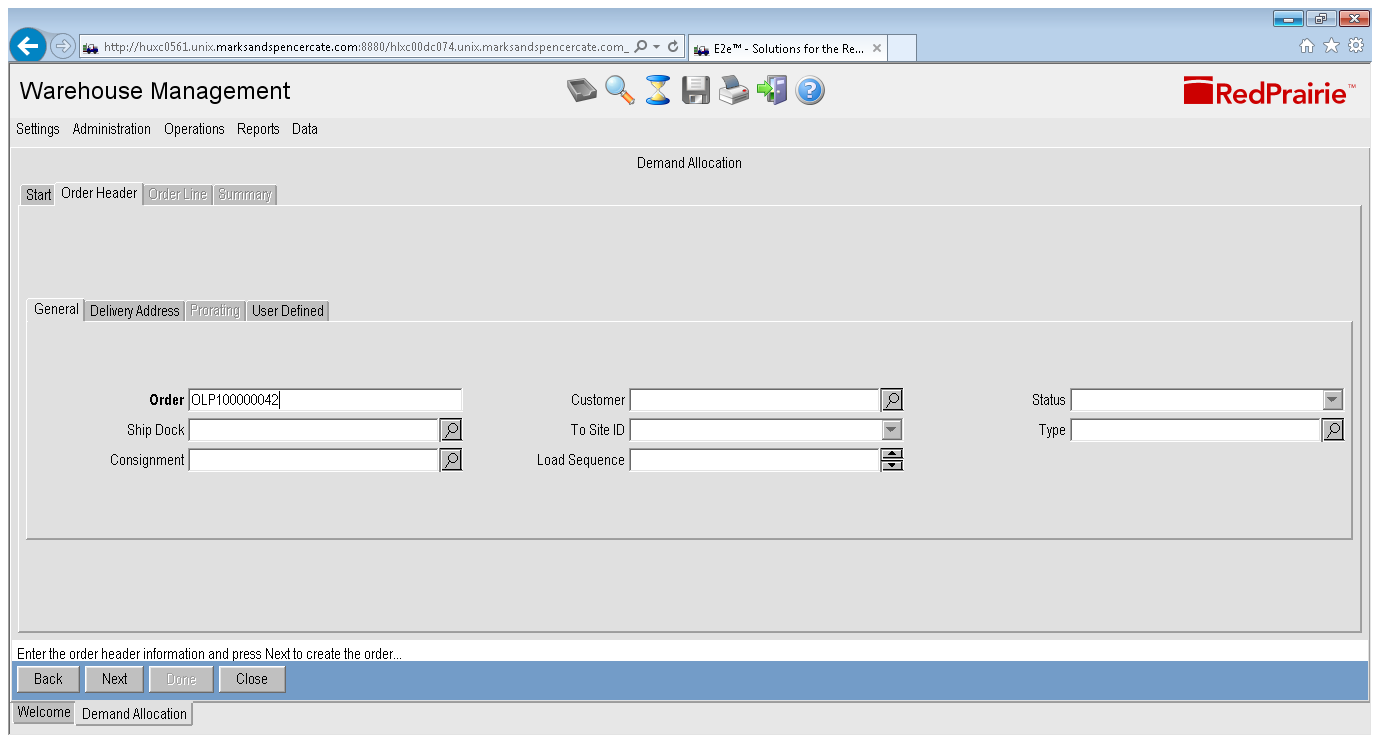 http://huxc0561.unix.marksandspencercate.com:8880/hlxc00dc074.unix.marksandspencercate.com_
E2e™ - Solutions for the Re...
Warehouse Management
RedPrairie™
Settings Administration Operations Reports Data
Demand Allocation
Start Order Header Order Line Summary
General Delivery Address Prorating User Defined
Order OLP100000042 Customer Status
Ship Dock To Site ID Type
Consignment Load Sequence
Enter the order header information and press Next to create the order...
Back Next Done Close
Welcome Demand Allocation